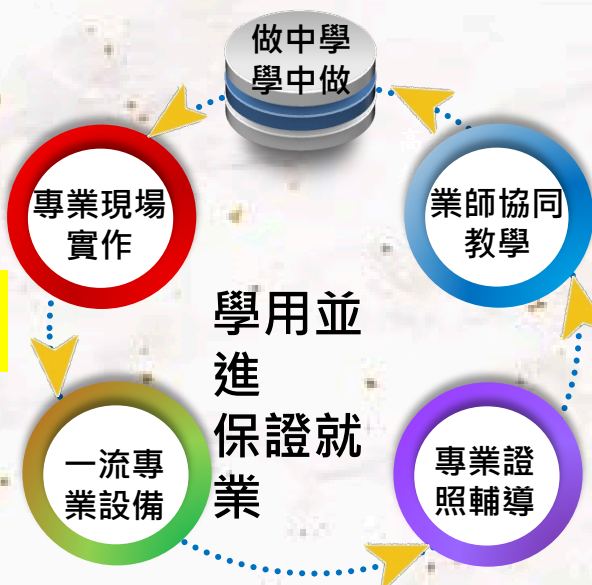 做中學
學中做
專業現場
實作
業師協同
教學
學用並
進
保證就
業
一流專
業設備
專業證
照輔導